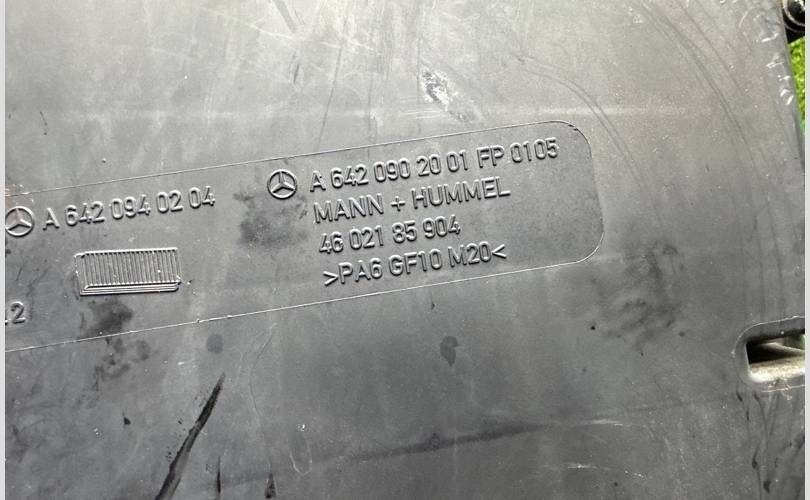 A 642 094 02 04
A 642 090 20 01 FP 0105
MANN + HUMMEL
46 021 85 904
>PA6 GF10 M20<
.2